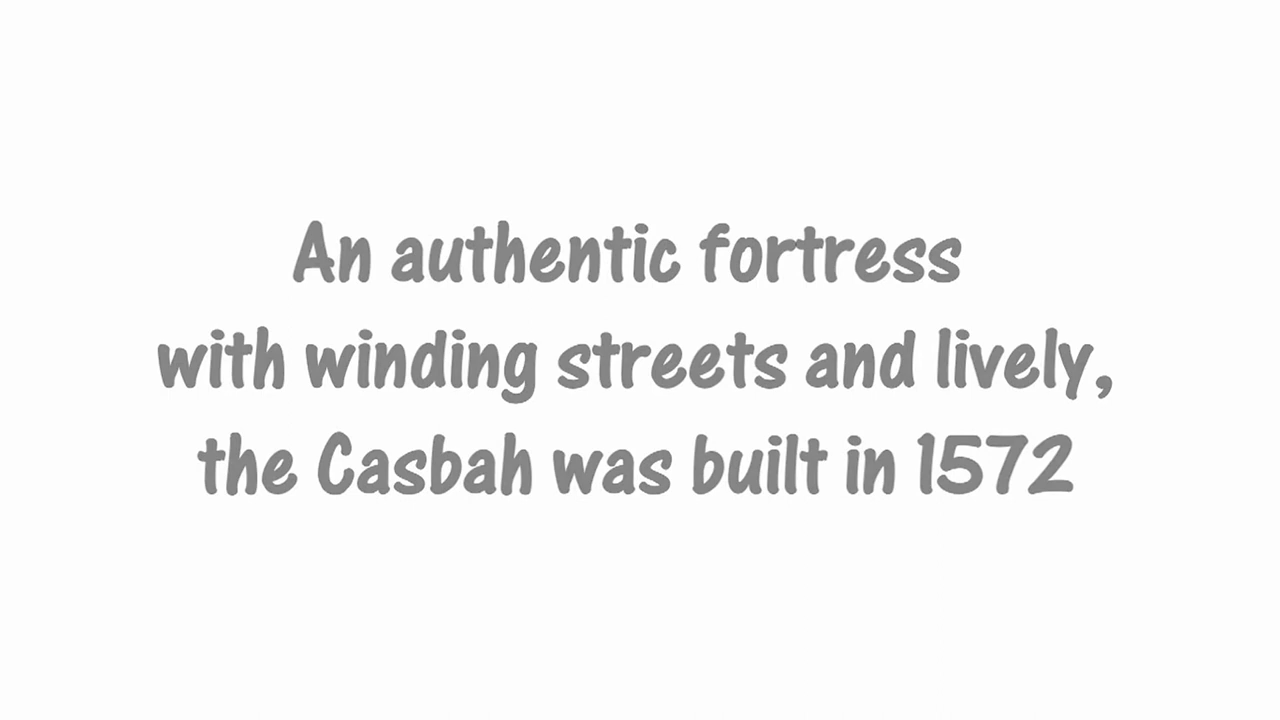 An authentic fortress
with winding streets and lively,
the Casbah was built in 1572